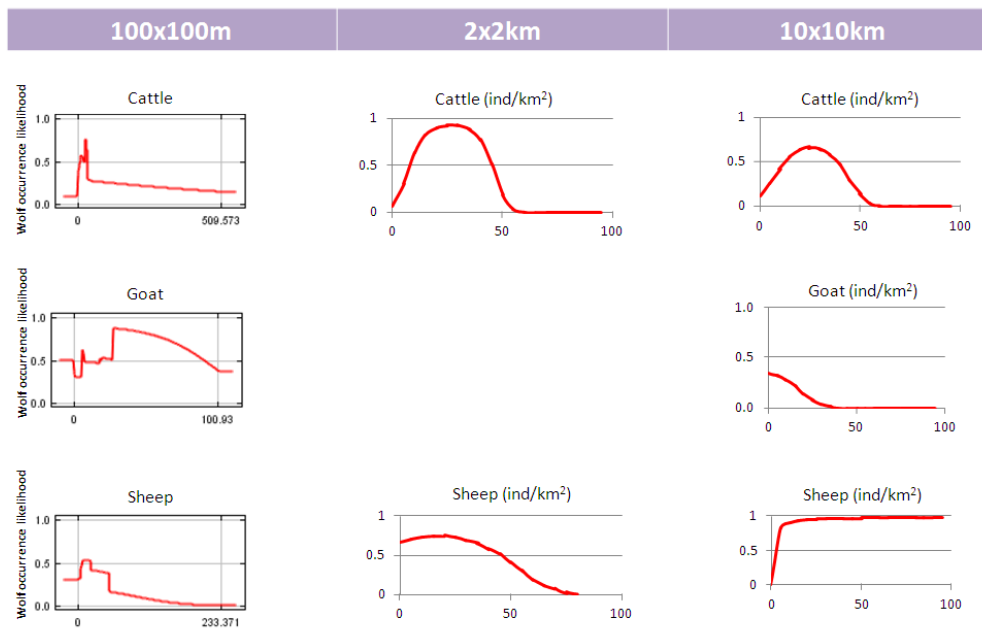 100x100m 2x2km 10x10km
Cattle Cattle (ind/km²) Cattle (ind/km²)
Wolf occurrence likelihood
1.0 1 1
0.5 0.5 0.5
0.0 0 0
0 509.573 0 50 100 0 50 100
Goat Goat (ind/km²)
Wolf occurrence likelihood
1.0 1.0
0.5 0.5
0.0 0.0
0 100.93 0 50 100
Sheep Sheep (ind/km²) Sheep (ind/km²)
Wolf occurrence likelihood
1.0 1 1
0.5 0.5 0.5
0.0 0 0
0 233.371 0 50 100 0 50 100